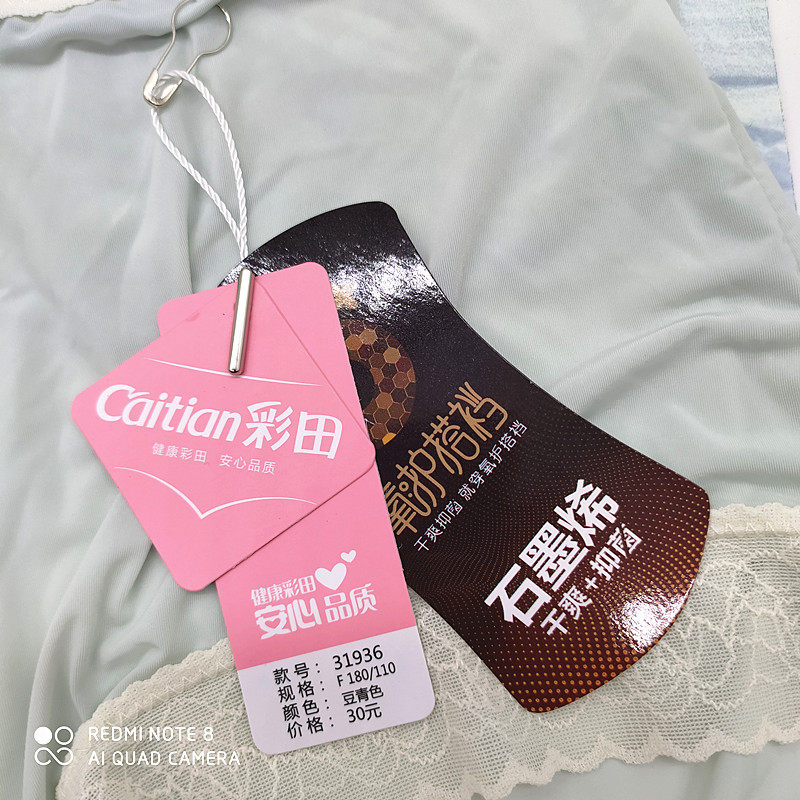 Caitian彩田
健康彩田 安心品质
健康彩田
安心品质
款号：31936
规格：F 180/110
颜色：豆青色
价格：30元
氧护搭裆
干爽抑菌 就穿氧护搭裆
石墨烯
干爽+抑菌
REDMI NOTE 8
AI QUAD CAMERA